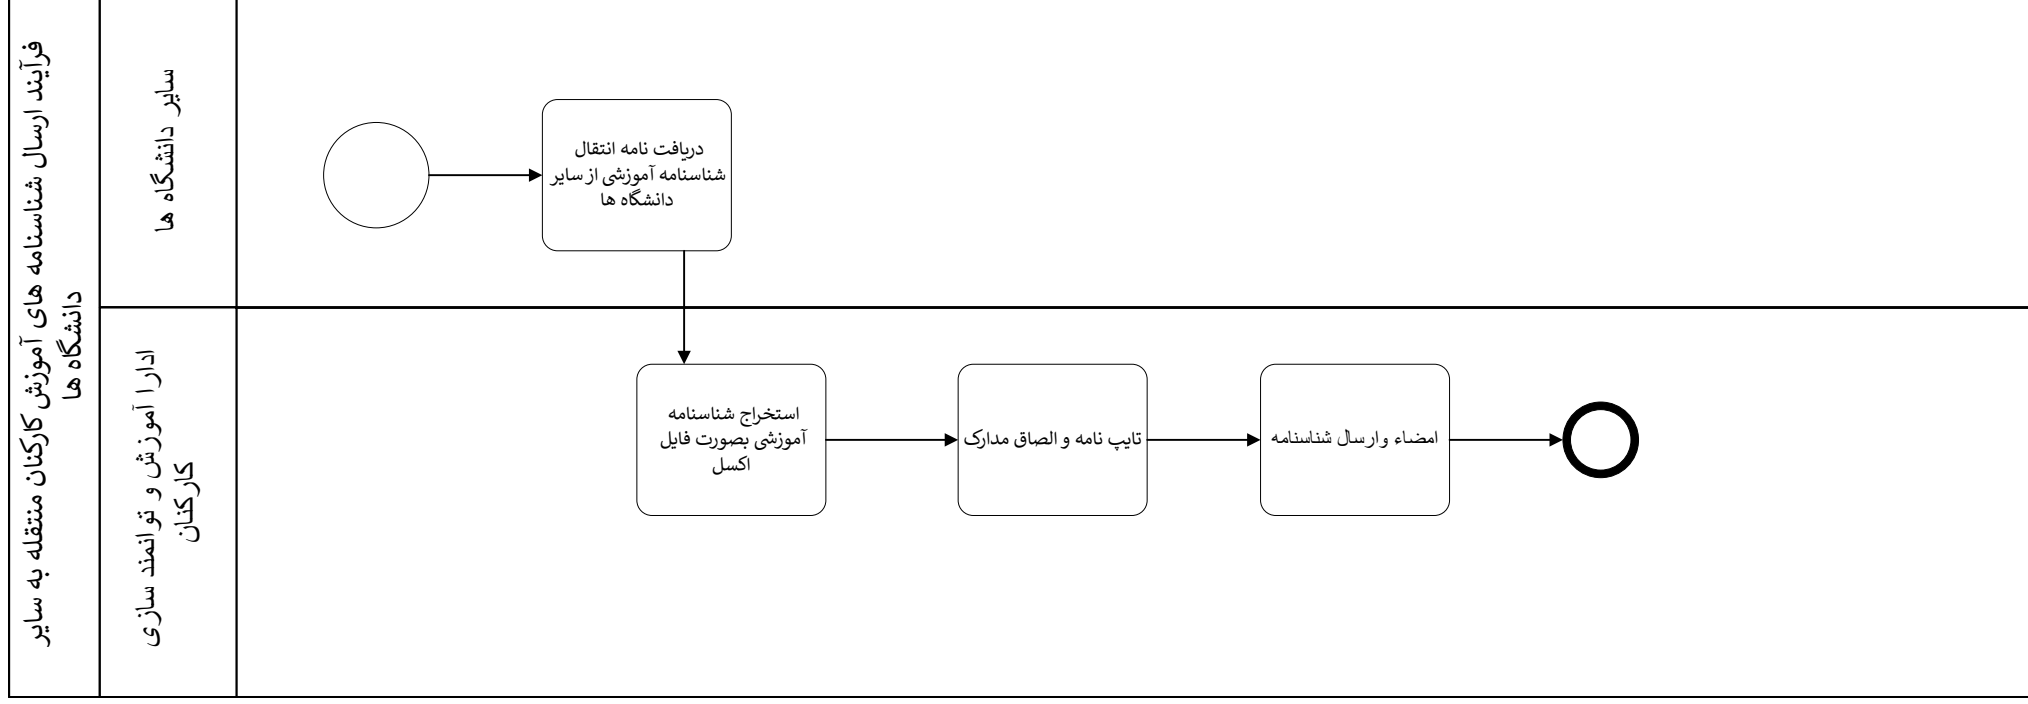 فرآیند ارسال شناسنامه های آموزش کارکنان منتقله به سایر
دانشگاه ها
سایر دانشگاه ها
دریافت نامه انتقال
شناسنامه آموزشی از سایر
دانشگاه ها
ادار ا آموزش و توانمند سازی
کارکنان
استخراج شناسنامه
آموزشی بصورت فایل
اکسل
تایپ نامه و الصاق مدارک
امضاء و ارسال شناسنامه